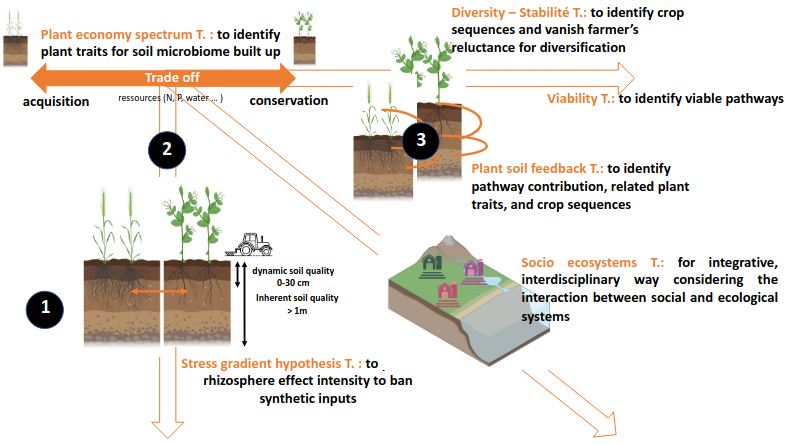 Plant economy spectrum T. : to identify
plant traits for soil microbiome built up
Trade off
acquisition
ressources (N, P, water ... )
conservation
Diversity – Stabilité T.: to identify crop
sequences and vanish farmer's
reluctance for diversification
Viability T.: to identify viable pathways
2
3
Plant soil feedback T.: to identify
pathway contribution, related plant
traits, and crop sequences
1
dynamic soil quality
0-30 cm
Inherent soil quality
> 1m
Socio ecosystems T.: for integrative,
interdisciplinary way considering the
interaction between social and ecological
systems
Stress gradient hypothesis T. : to
rhizosphere effect intensity to ban
synthetic inputs